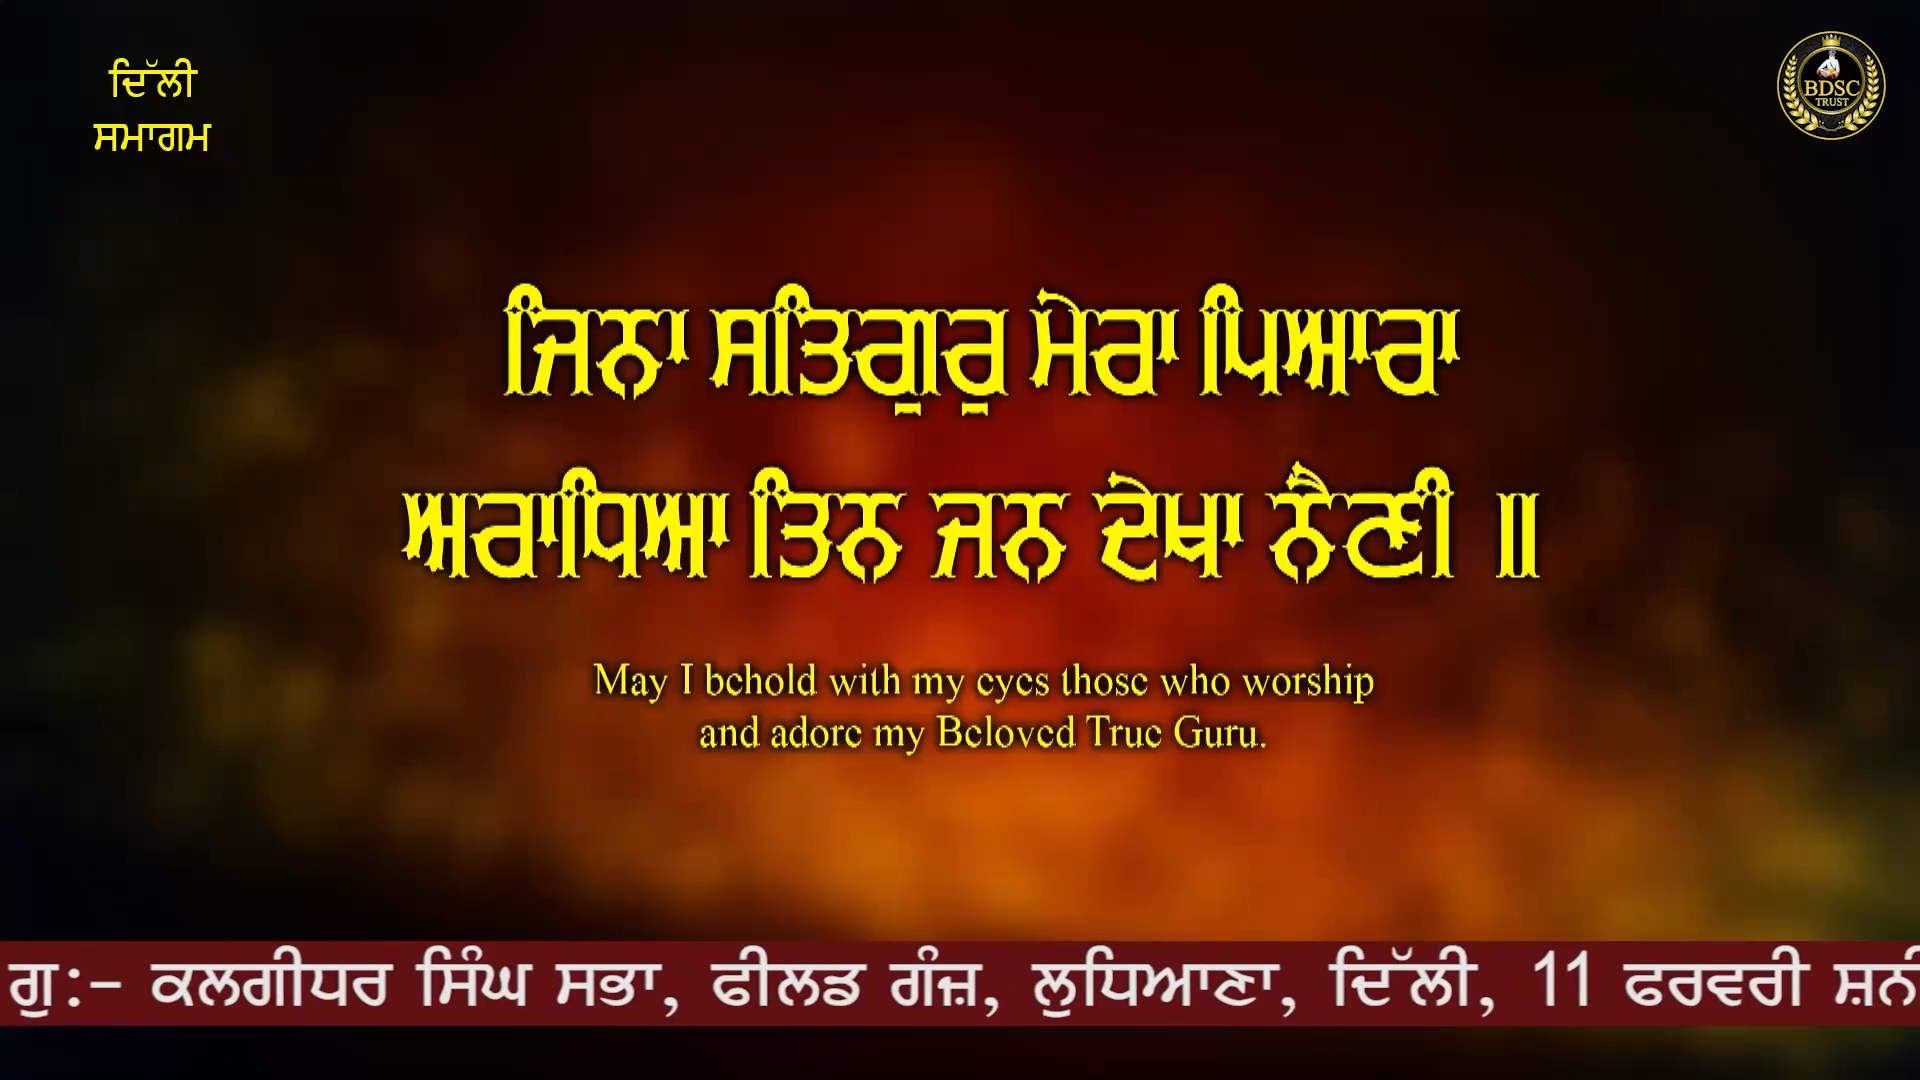 ਦਿੱਲੀ
ਸਮਾਗਮ
BDSC
TRUST
ਜਿਨਾ ਸਤਿਗੁਰੁ ਮੇਰਾ ਪਿਆਰਾ
ਅਰਾਧਿਆ ਤਿਨ ਜਨ ਦੇਖਾ ਨੈਣੀ ॥
May I behold with my eyes those who worship
and adore my Beloved True Guru.
ਗੁ:- ਕਲਗੀਧਰ ਸਿੰਘ ਸਭਾ, ਫੀਲਡ ਗੰਜ਼, ਲੁਧਿਆਣਾ, ਦਿੱਲੀ, 11 ਫਰਵਰੀ ਸ਼ਨੀ